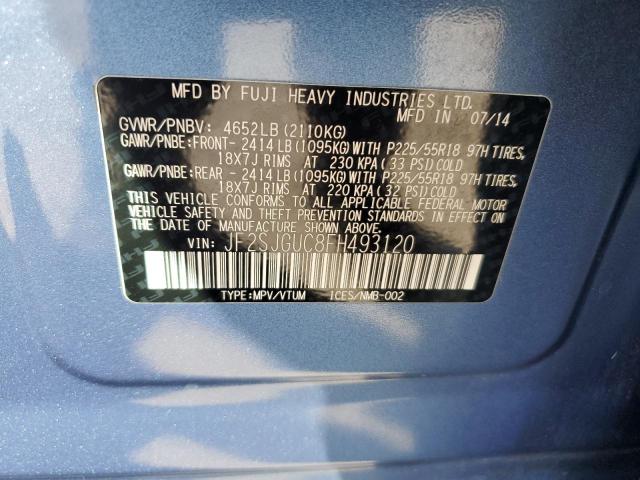 MFD BY FUJI HEAVY INDUSTRIES LTD.
MFD IN 07/14
GVWR/PNBV: 4652LB(2110KG)
GAWR/PNBE:FRONT- 2414LB(1095KG)WITH P225/55R18 97H TIRES,
18X7J RIMS AT 230 KPA(33 PSI)COLD
GAWR/PNBE:REAR - 2414LB(1095KG)WITH P225/55R18 97H TIRES,
18X7J RIMS AT 220 KPA(32 PSI)COLD
THIS VEHICLE CONFORMS TO ALL APPLICABLE FEDERAL MOTOR
VEHICLE SAFETY AND THEFT PREVENTION STANDARDS IN EFFECT ON
THE DATE OF MANUFACTURE SHOWN ABOVE.
VIN: JF2SJGUC8FH493120
TYPE:MPV/VTUM ICES/NMB-002